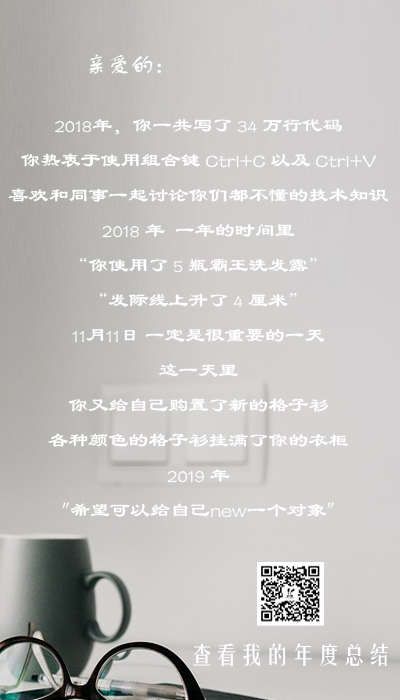 亲爱的：
2018年，你一共写了 34 万行代码
你热衷于使用组合键 Ctrl+C 以及 Ctrl+V
喜欢和同事一起讨论你们都不懂的技术知识
2018 年 一年的时间里
“你使用了 5 瓶霸王洗发露”
“发际线上升了 4 厘米”
11月11日 一定是很重要的一天
这一天里
你又给自己购置了新的格子衫
各种颜色的格子衫挂满了你的衣柜
2019 年
"希望可以给自己new一个对象"
查看我的年度总结